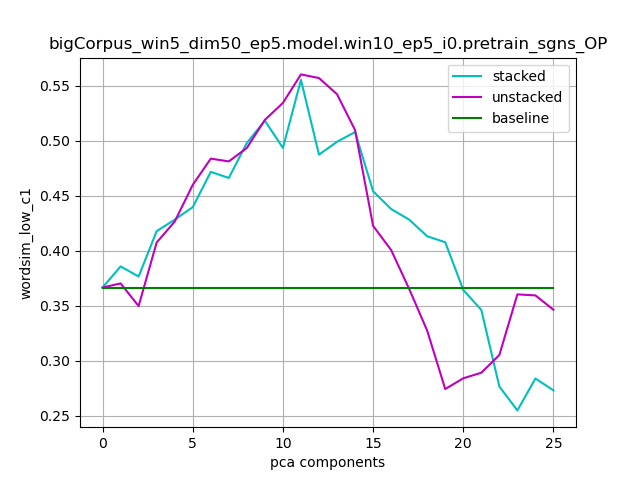 bigCorpus_win5_dim50_ep5.model.win10_ep5_i0.pretrain_sgns_OP
stacked
unstacked
baseline
0.55
0.50
0.45
0.40
0.35
0.30
0.25
wordsim_low_c1
0 5 10 15 20 25
pca components